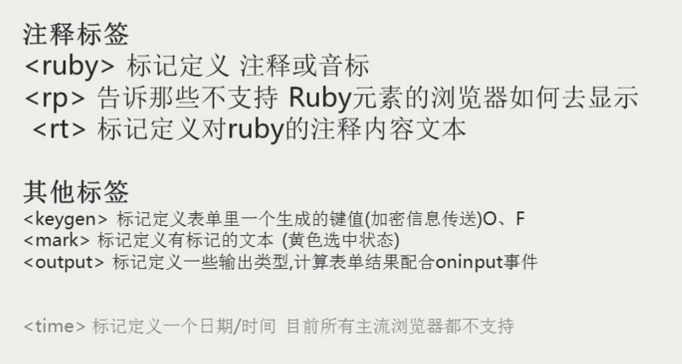 注释标签
<ruby> 标记定义 注释或音标
<rp> 告诉那些不支持 Ruby元素的浏览器如何去显示
<rt> 标记定义对ruby的注释内容文本
其他标签
<keygen> 标记定义表单里一个生成的键值(加密信息传送)O、F
<mark> 标记定义有标记的文本 (黄色选中状态)
<output> 标记定义一些输出类型,计算表单结果配合oninput事件
<time> 标记定义一个日期/时间 目前所有主流浏览器都不支持